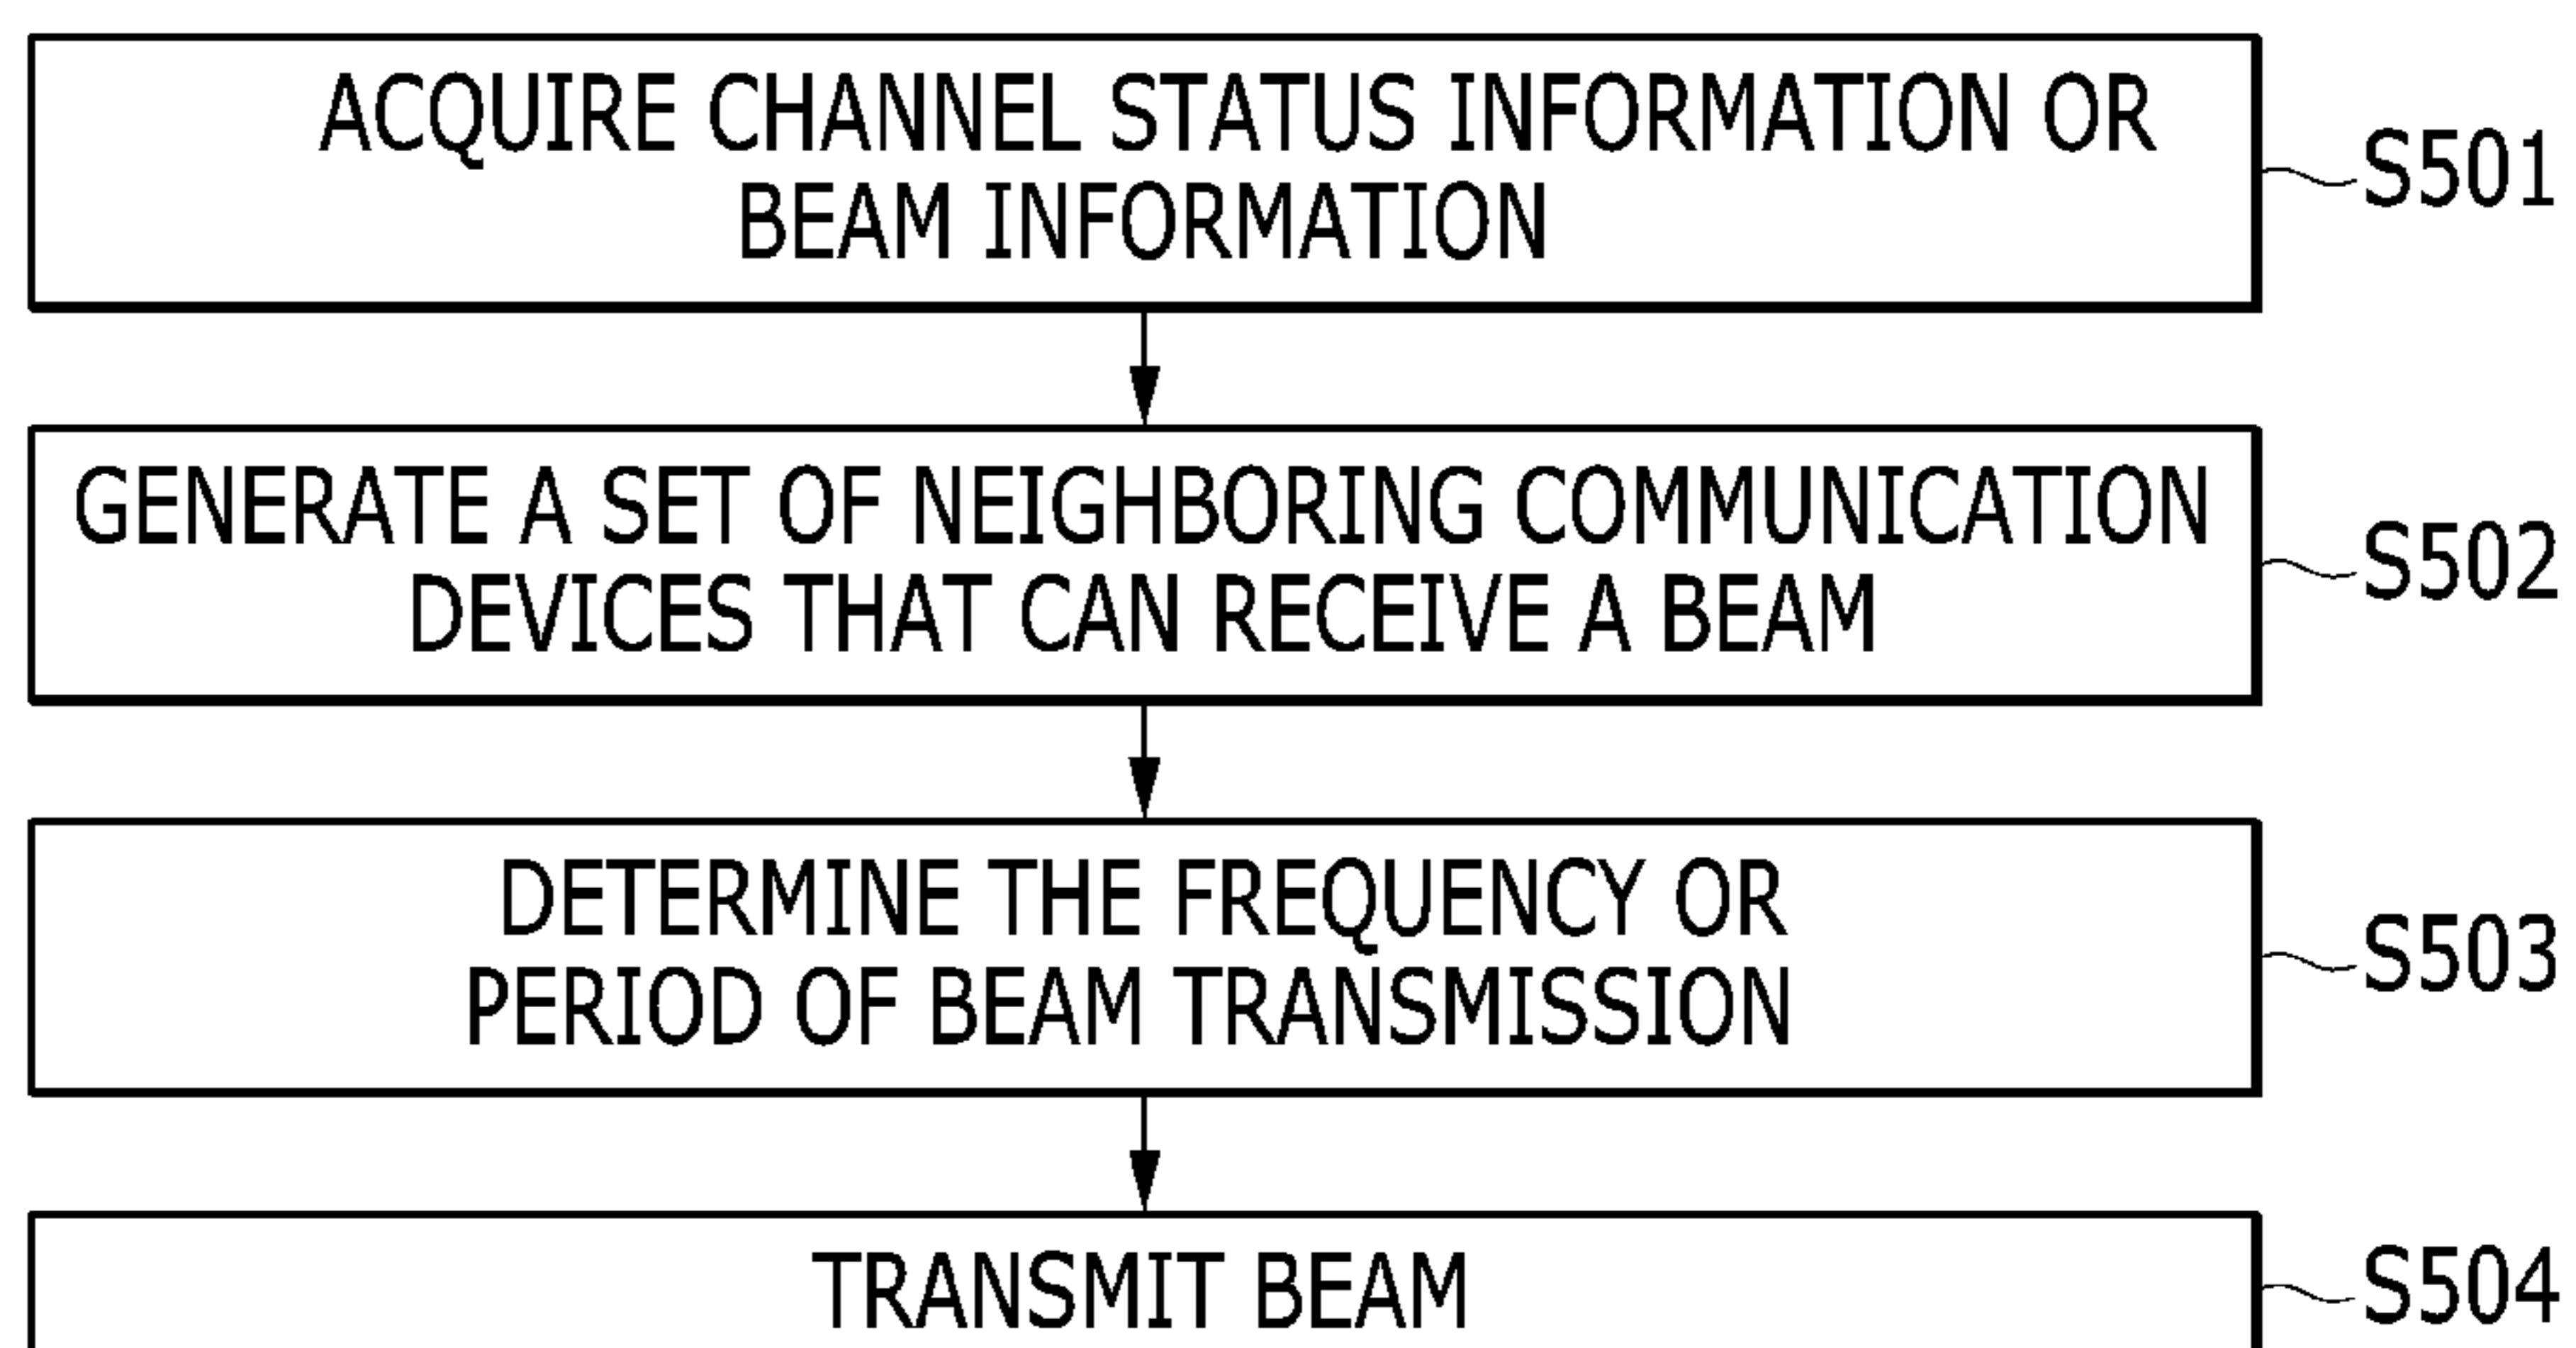 ACQUIRE CHANNEL STATUS INFORMATION OR
BEAM INFORMATION
S501
GENERATE A SET OF NEIGHBORING COMMUNICATION
DEVICES THAT CAN RECEIVE A BEAM
S502
DETERMINE THE FREQUENCY OR
PERIOD OF BEAM TRANSMISSION
S503
TRANSMIT BEAM
S504